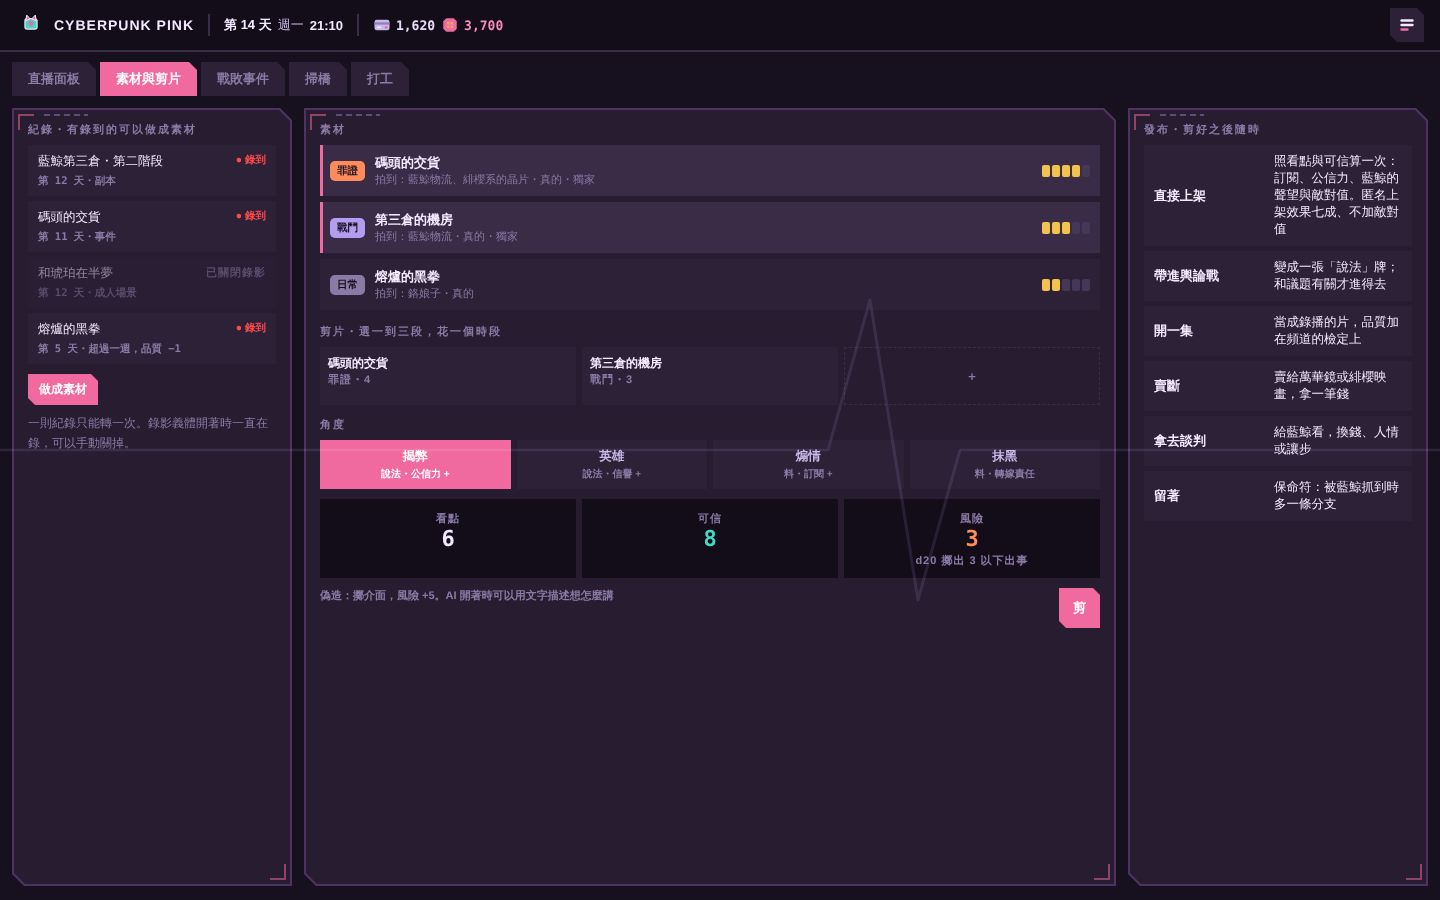 CYBERPUNK PINK
第 14 天 週一 21:10
1,620 3,700
直播面板 素材與剪片 戰敗事件 掃橋 打工
紀錄・有錄到的可以做成素材
藍鯨第三倉・第二階段 錄到
第 12 天・副本
碼頭的交貨 錄到
第 11 天・事件
和琥珀在半夢 已關閉錄影
第 12 天・成人場景
熔爐的黑拳 錄到
第 5 天・超過一週，品質 −1
做成素材
一則紀錄只能轉一次。錄影義體開著時一直在
錄，可以手動關掉。
素材
罪證 碼頭的交貨
拍到：藍鯨物流、緋櫻系的晶片・真的・獨家
戰鬥 第三倉的機房
拍到：藍鯨物流・真的・獨家
日常 熔爐的黑拳
拍到：鉻娘子・真的
剪片・選一到三段，花一個時段
碼頭的交貨
罪證・4
第三倉的機房
戰鬥・3
+
角度
揭弊
說法・公信力 +
英雄
說法・信譽 +
煽情
料・訂閱 +
抹黑
料・轉嫁責任
看點
6
可信
8
風險
3
d20 擲出 3 以下出事
偽造：擲介面，風險 +5。AI 開著時可以用文字描述想怎麼講
剪
發布・剪好之後隨時
直接上架
照看點與可信算一次：
訂閱、公信力、藍鯨的
聲望與敵對值。匿名上
架效果七成、不加敵對
值
帶進輿論戰
變成一張「說法」牌；
和議題有關才進得去
開一集
當成錄播的片，品質加
在頻道的檢定上
賣斷
賣給萬華鏡或緋櫻映
畫，拿一筆錢
拿去談判
給藍鯨看，換錢、人情
或讓步
留著
保命符：被藍鯨抓到時
多一條分支